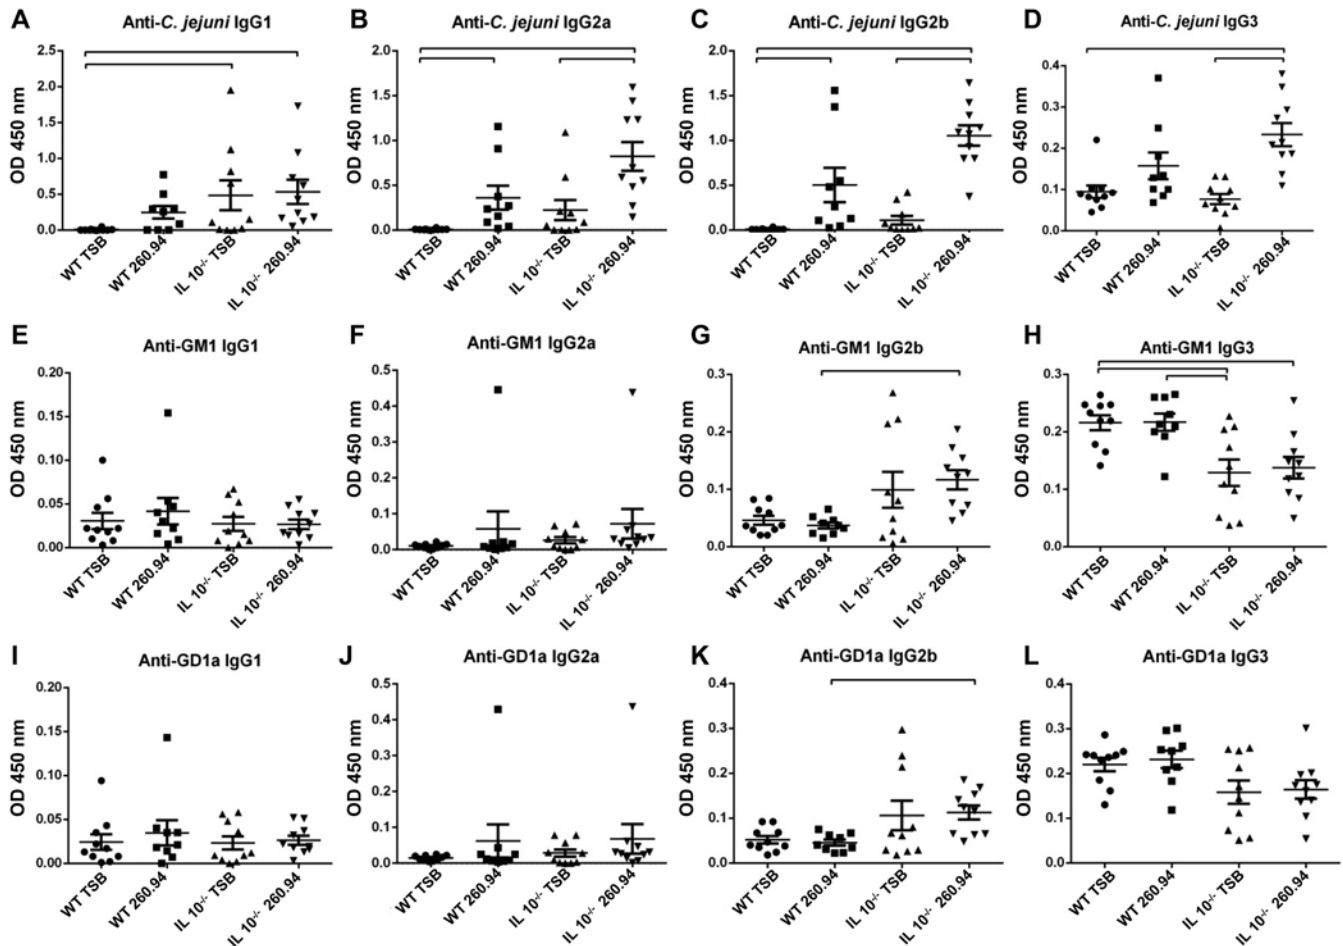 A Anti-C. jejuni IgG1
OD 450 nm
2.5
2.0
1.5
1.0
0.5
0.0
WT TSB
WT 260.94
IL 10-/- TSB
IL 10-/- 260.94
B Anti-C. jejuni IgG2a
OD 450 nm
2.0
1.5
1.0
0.5
0.0
WT TSB
WT 260.94
IL 10-/- TSB
IL 10-/- 260.94
C Anti-C. jejuni IgG2b
OD 450 nm
2.0
1.5
1.0
0.5
0.0
WT TSB
WT 260.94
IL 10-/- TSB
IL 10-/- 260.94
D Anti-C. jejuni IgG3
OD 450 nm
0.4
0.3
0.2
0.1
0.0
WT TSB
WT 260.94
IL 10-/- TSB
IL 10-/- 260.94
E Anti-GM1 IgG1
OD 450 nm
0.20
0.15
0.10
0.05
0.00
WT TSB
WT 260.94
IL 10-/- TSB
IL 10-/- 260.94
F Anti-GM1 IgG2a
OD 450 nm
0.5
0.4
0.3
0.2
0.1
0.0
WT TSB
WT 260.94
IL 10-/- TSB
IL 10-/- 260.94
G Anti-GM1 IgG2b
OD 450 nm
0.3
0.2
0.1
0.0
WT TSB
WT 260.94
IL 10-/- TSB
IL 10-/- 260.94
H Anti-GM1 IgG3
OD 450 nm
0.3
0.2
0.1
0.0
WT TSB
WT 260.94
IL 10-/- TSB
IL 10-/- 260.94
I Anti-GD1a IgG1
OD 450 nm
0.20
0.15
0.10
0.05
0.00
WT TSB
WT 260.94
IL 10-/- TSB
IL 10-/- 260.94
J Anti-GD1a IgG2a
OD 450 nm
0.5
0.4
0.3
0.2
0.1
0.0
WT TSB
WT 260.94
IL 10-/- TSB
IL 10-/- 260.94
K Anti-GD1a IgG2b
OD 450 nm
0.4
0.3
0.2
0.1
0.0
WT TSB
WT 260.94
IL 10-/- TSB
IL 10-/- 260.94
L Anti-GD1a IgG3
OD 450 nm
0.4
0.3
0.2
0.1
0.0
WT TSB
WT 260.94
IL 10-/- TSB
IL 10-/- 260.94